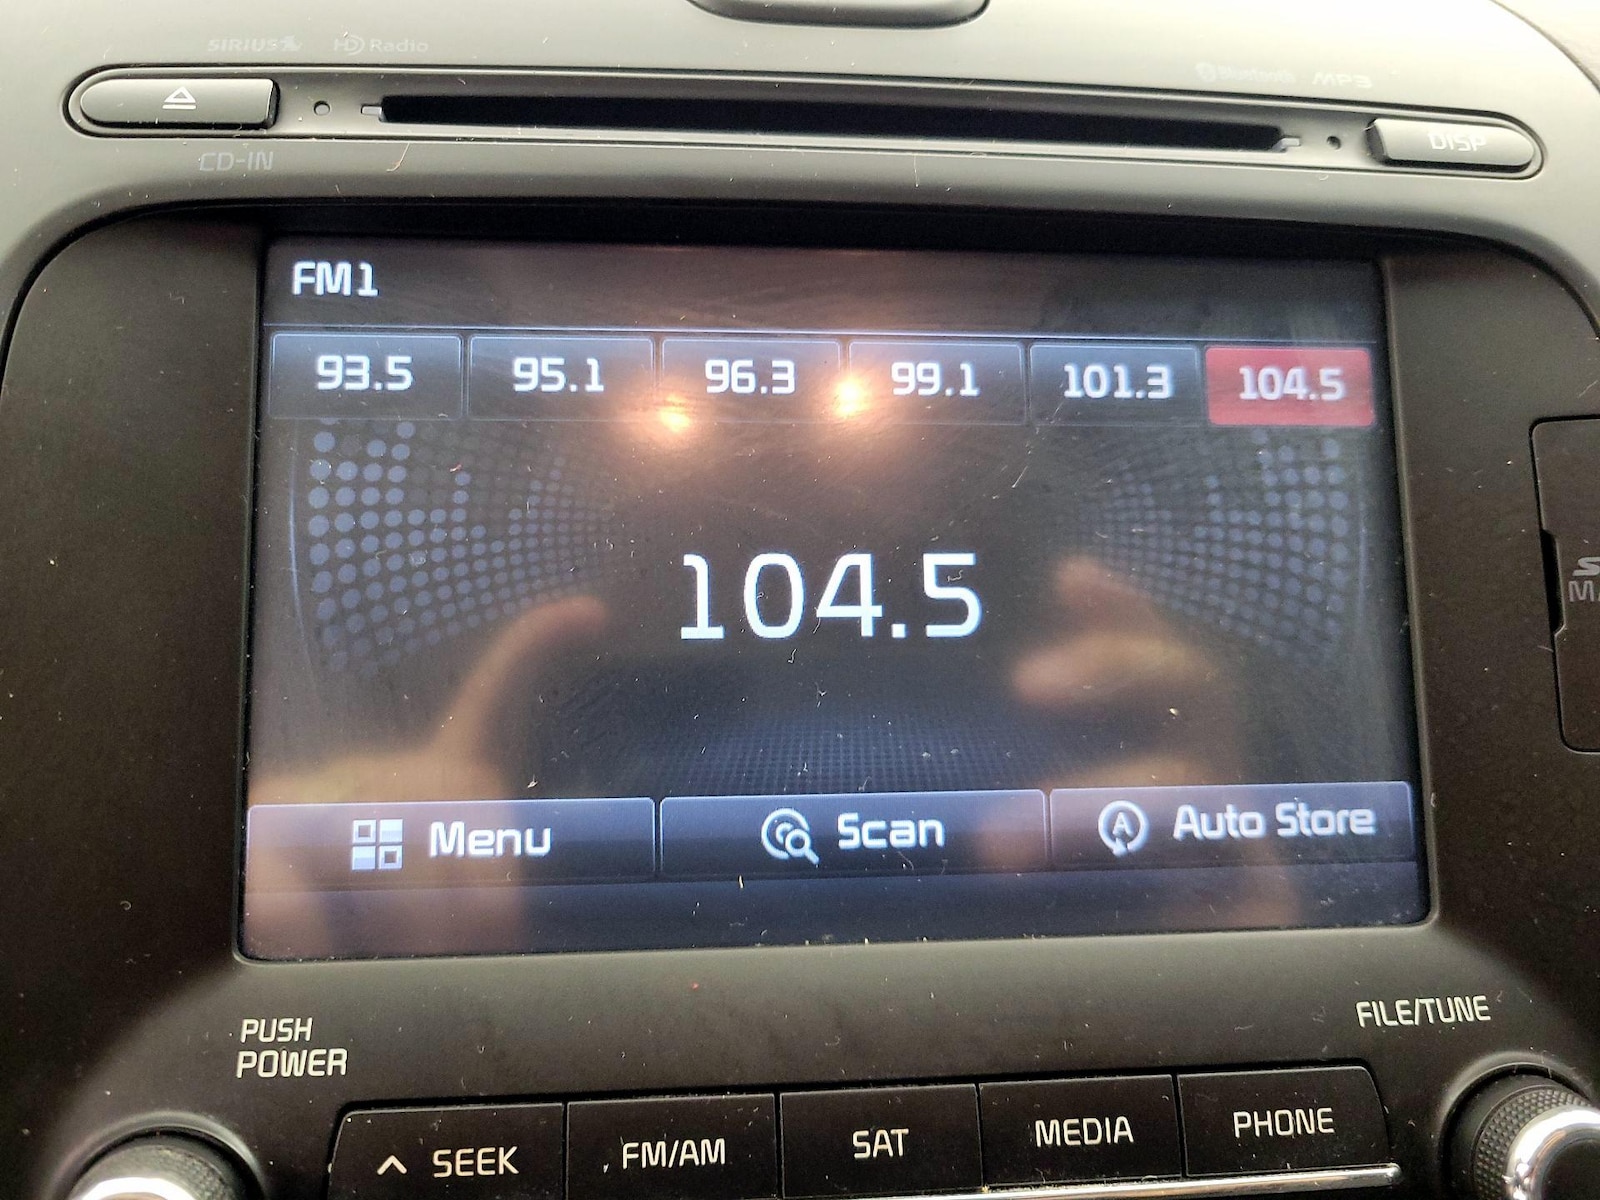 SIRIUS HD Radio
Bluetooth MP3
DISP
CD-IN
FM1
93.5 95.1 96.3 99.1 101.3 104.5
104.5
Menu Scan Auto Store
PUSH
POWER
FILE/TUNE
SEEK FM/AM SAT MEDIA PHONE